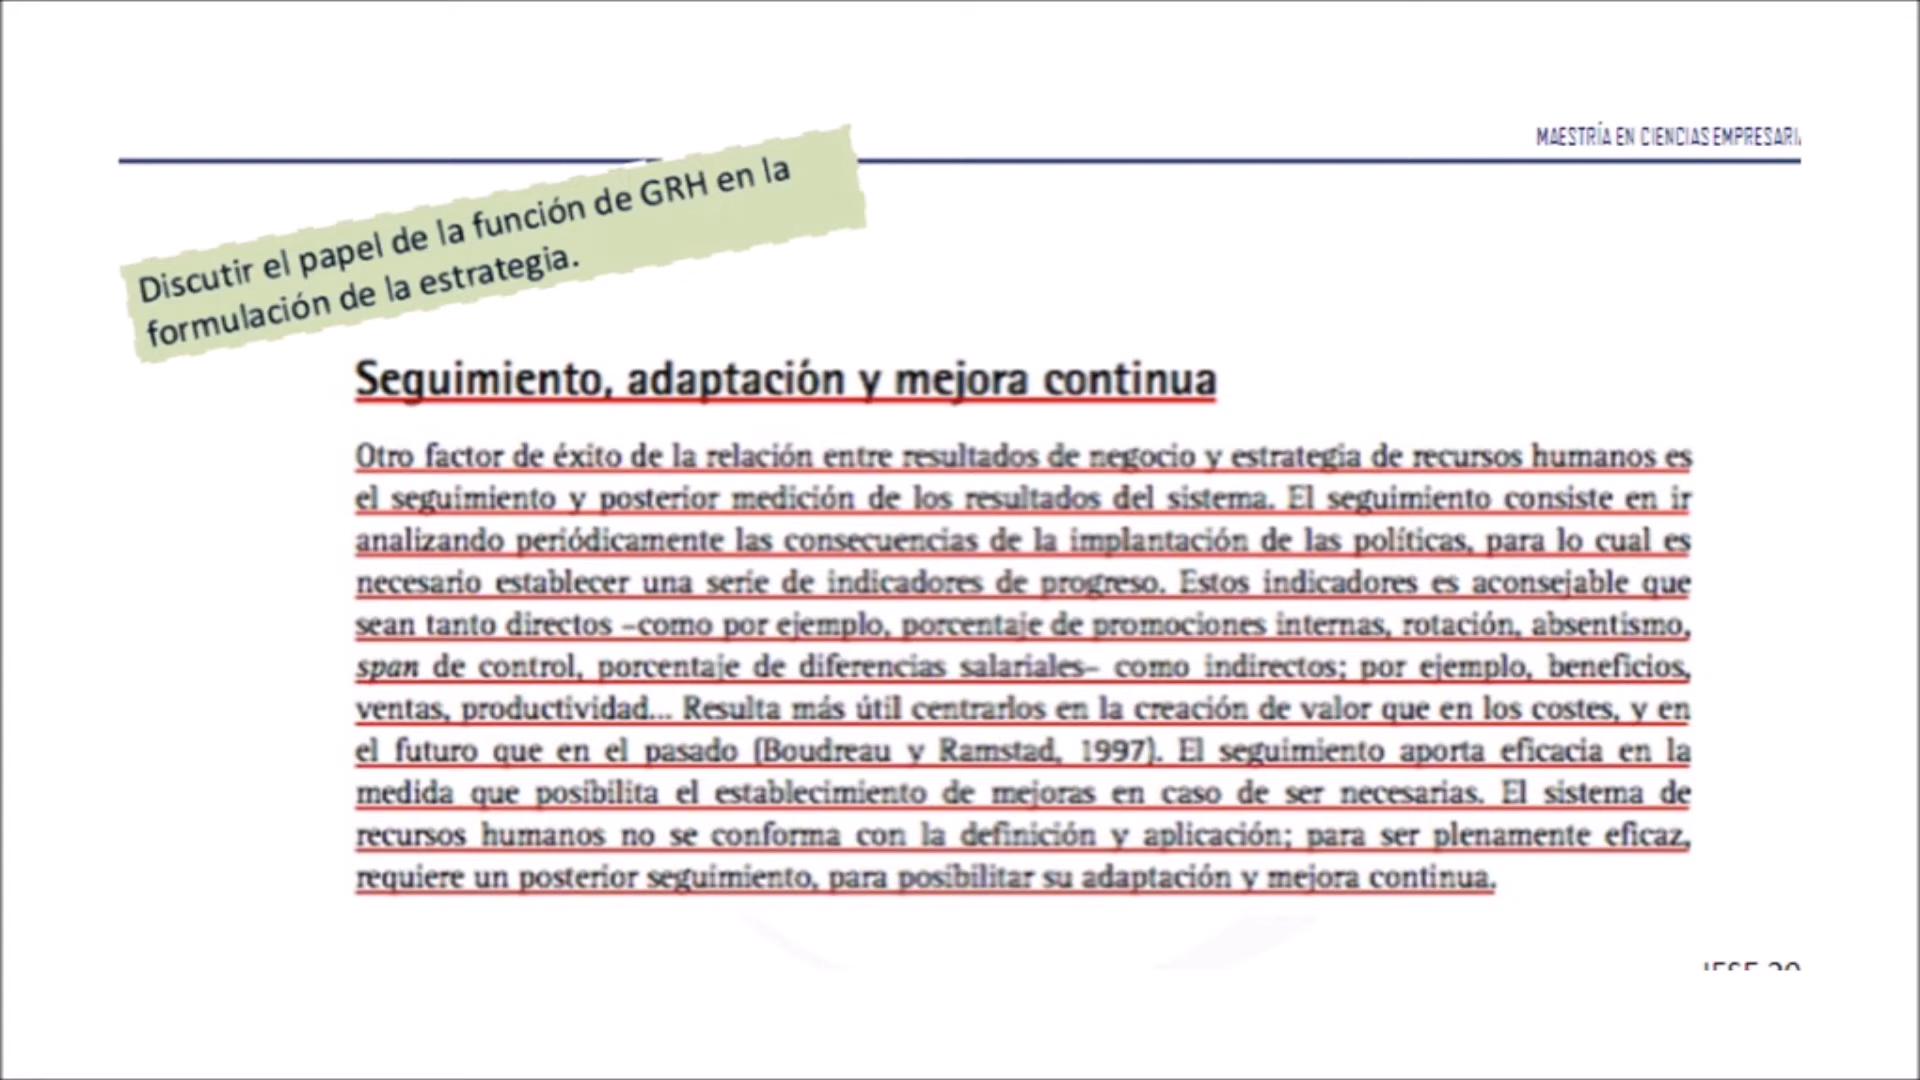 MAESTRÍA EN CIENCIAS EMPRESARI
Discutir el papel de la función de GRH en la
formulación de la estrategia.
Seguimiento, adaptación y mejora continua
Otro factor de éxito de la relación entre resultados de negocio y estrategia de recursos humanos es
el seguimiento y posterior medición de los resultados del sistema. El seguimiento consiste en ir
analizando periódicamente las consecuencias de la implantación de las políticas, para lo cual es
necesario establecer una serie de indicadores de progreso. Estos indicadores es aconsejable que
sean tanto directos –como por ejemplo, porcentaje de promociones internas, rotación, absentismo,
span de control, porcentaje de diferencias salariales– como indirectos; por ejemplo, beneficios,
ventas, productividad... Resulta más útil centrarlos en la creación de valor que en los costes, y en
el futuro que en el pasado (Boudreau y Ramstad, 1997). El seguimiento aporta eficacia en la
medida que posibilita el establecimiento de mejoras en caso de ser necesarias. El sistema de
recursos humanos no se conforma con la definición y aplicación; para ser plenamente eficaz,
requiere un posterior seguimiento, para posibilitar su adaptación y mejora continua.